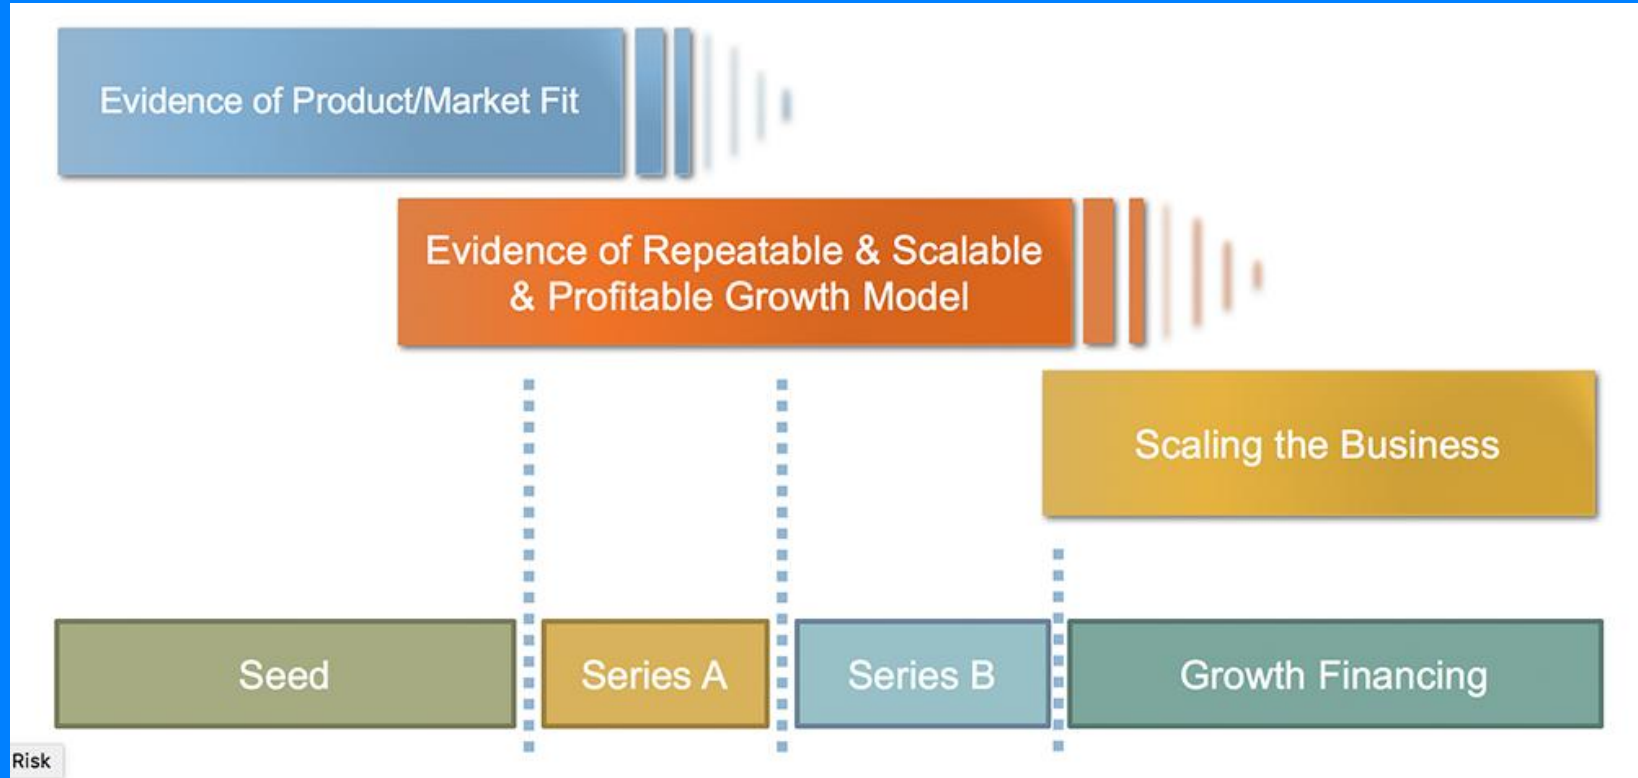 Evidence of Product/Market Fit
Evidence of Repeatable & Scalable
& Profitable Growth Model
Scaling the Business
Seed
Series A
Series B
Growth Financing
Risk